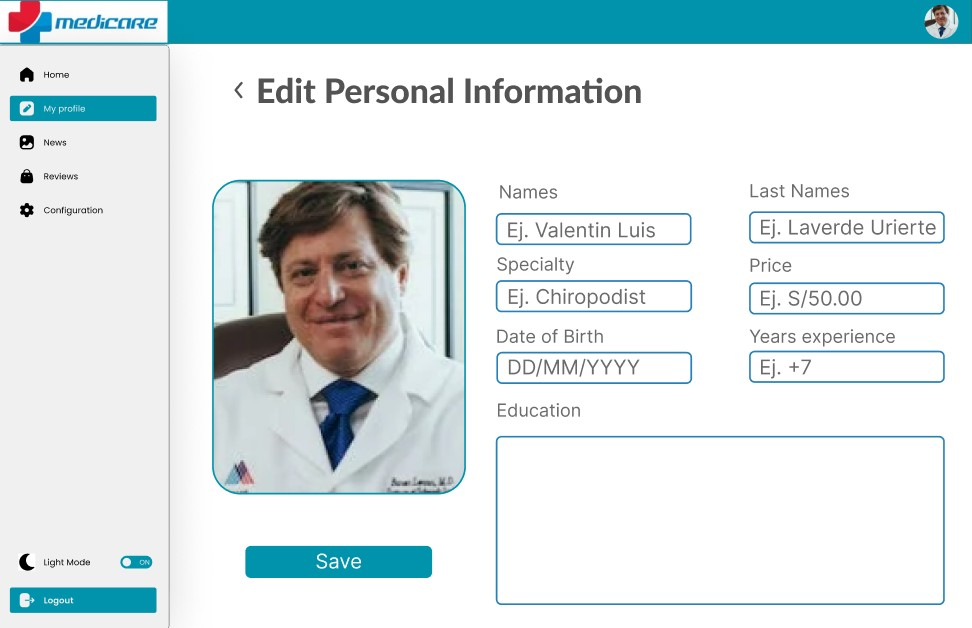 medicare
Home
My profile
News
Reviews
Configuration
Light Mode
ON
Logout
Edit Personal Information
Names
Ej. Valentin Luis
Last Names
Ej. Laverde Urierte
Specialty
Ej. Chiropodist
Price
Ej. S/50.00
Date of Birth
DD/MM/YYYY
Years experience
Ej. +7
Education
Save
M.D.